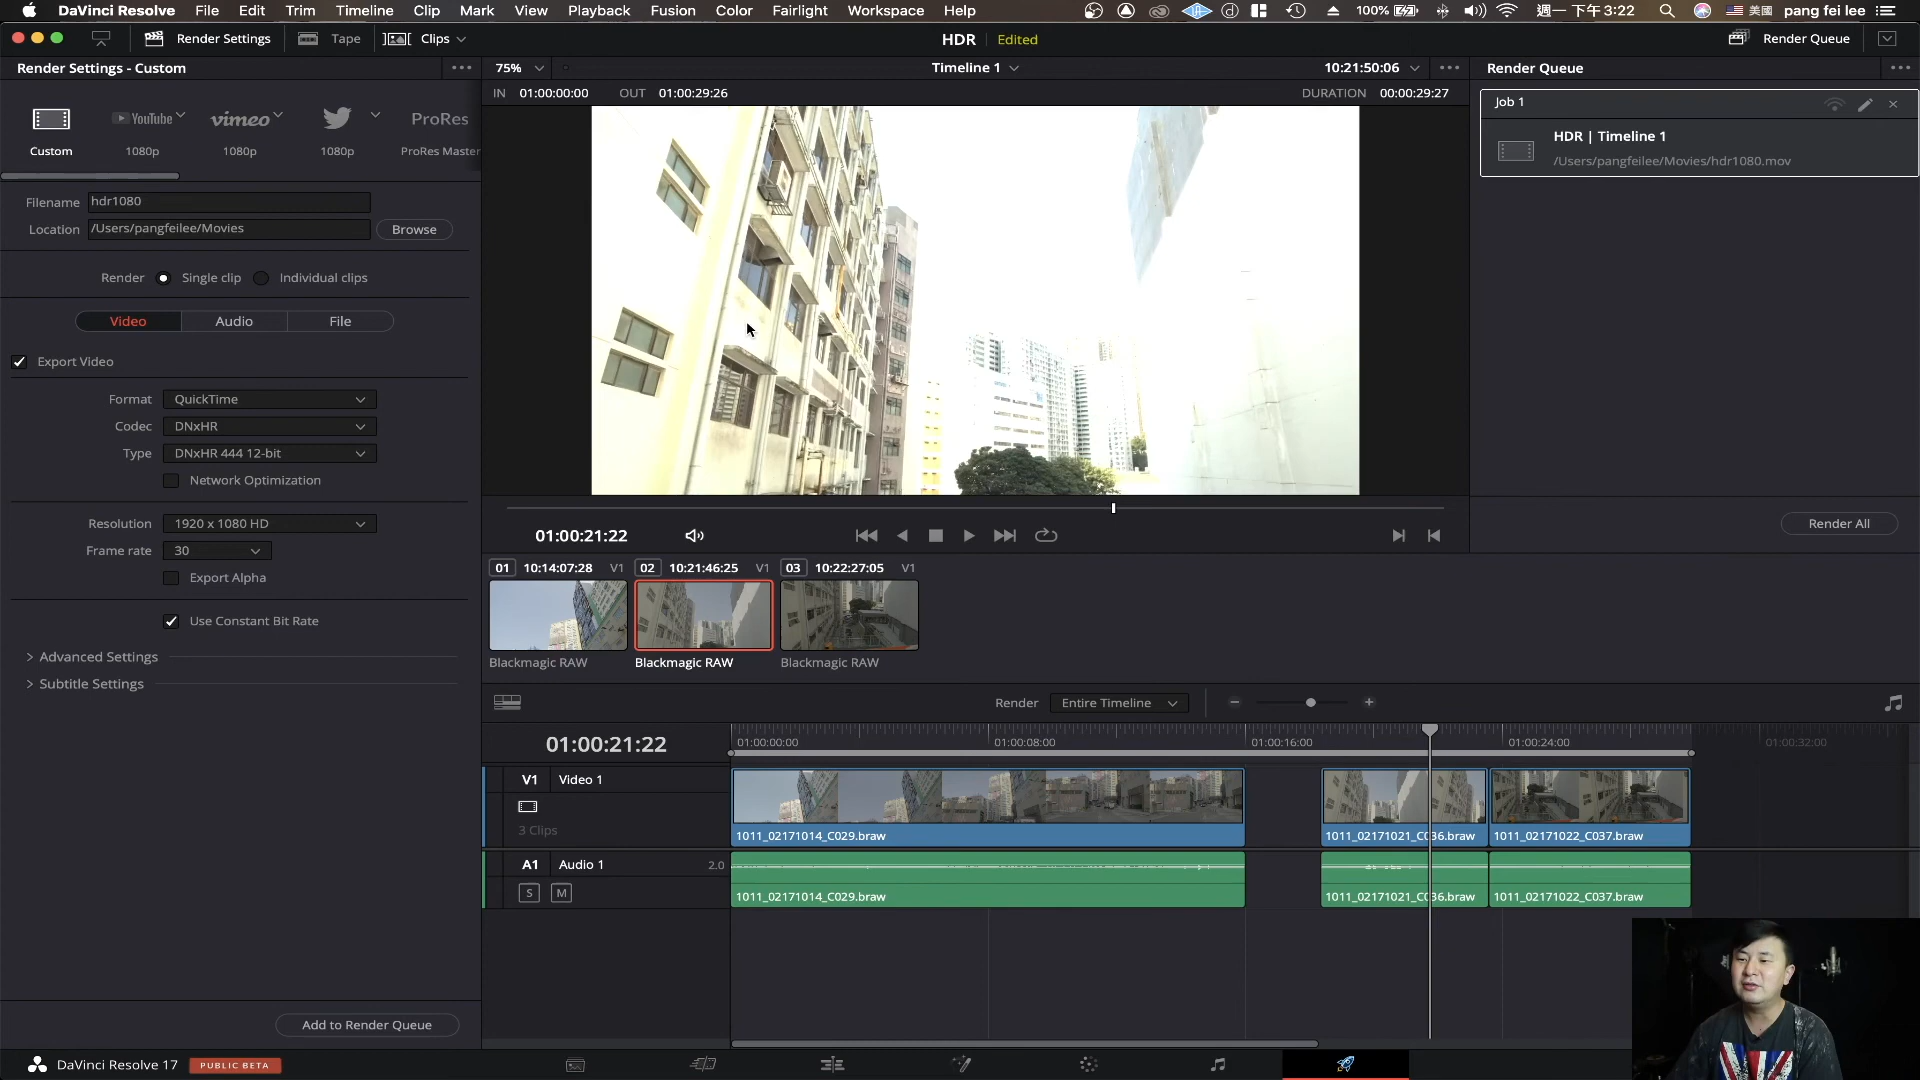 DaVinci Resolve File Edit Trim Timeline Clip Mark View Playback Fusion Color Fairlight Workspace Help 100% 週一 下午 3:22 美國 pang fei lee
Render Settings Tape Clips HDR Edited Render Queue
Render Settings - Custom 75% Timeline 1 10:21:50:06 Render Queue
IN 01:00:00:00 OUT 01:00:29:26 DURATION 00:00:29:27
Job 1
YouTube vimeo ProRes
HDR | Timeline 1
Custom 1080p 1080p 1080p ProRes Master
/Users/pangfeilee/Movies/hdr1080.mov
Filename hdr1080
Location /Users/pangfeilee/Movies Browse
Render Single clip Individual clips
Video Audio File
Export Video
Format QuickTime
Codec DNxHR
Type DNxHR 444 12-bit
Network Optimization
Resolution 1920 x 1080 HD
Render All
01:00:21:22
Frame rate 30
Export Alpha
01 10:14:07:28 V1 02 10:21:46:25 V1 03 10:22:27:05 V1
Use Constant Bit Rate
Advanced Settings
Blackmagic RAW Blackmagic RAW Blackmagic RAW
Subtitle Settings
Render Entire Timeline
01:00:21:22 01:00:00:00 01:00:08:00 01:00:16:00 01:00:24:00 01:00:32:00
V1 Video 1
3 Clips
1011_02171014_C029.braw 1011_02171021_C036.braw 1011_02171022_C037.braw
A1 Audio 1 2.0
S M
1011_02171014_C029.braw 1011_02171021_C036.braw 1011_02171022_C037.braw
Add to Render Queue
DaVinci Resolve 17 PUBLIC BETA